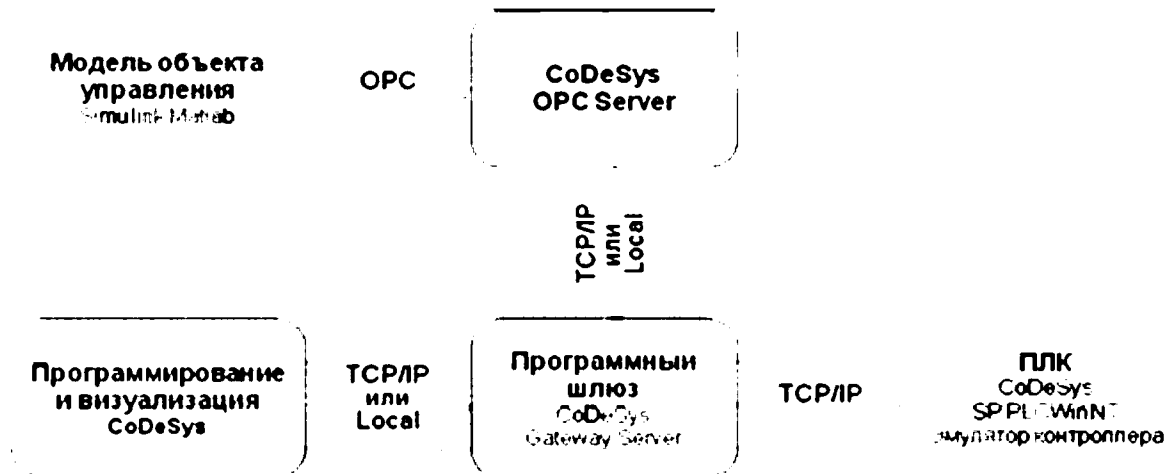 Модель объекта
управления
Simulink Matlab
OPC
CoDeSys
OPC Server
TCP/IP
или
Local
Программирование
и визуализация
CoDeSys
TCP/IP
или
Local
Программный
шлюз
CoDeSys
Gateway Server
TCP/IP
ПЛК
CoDeSys
SP PLCWinNT
эмулятор контроллера